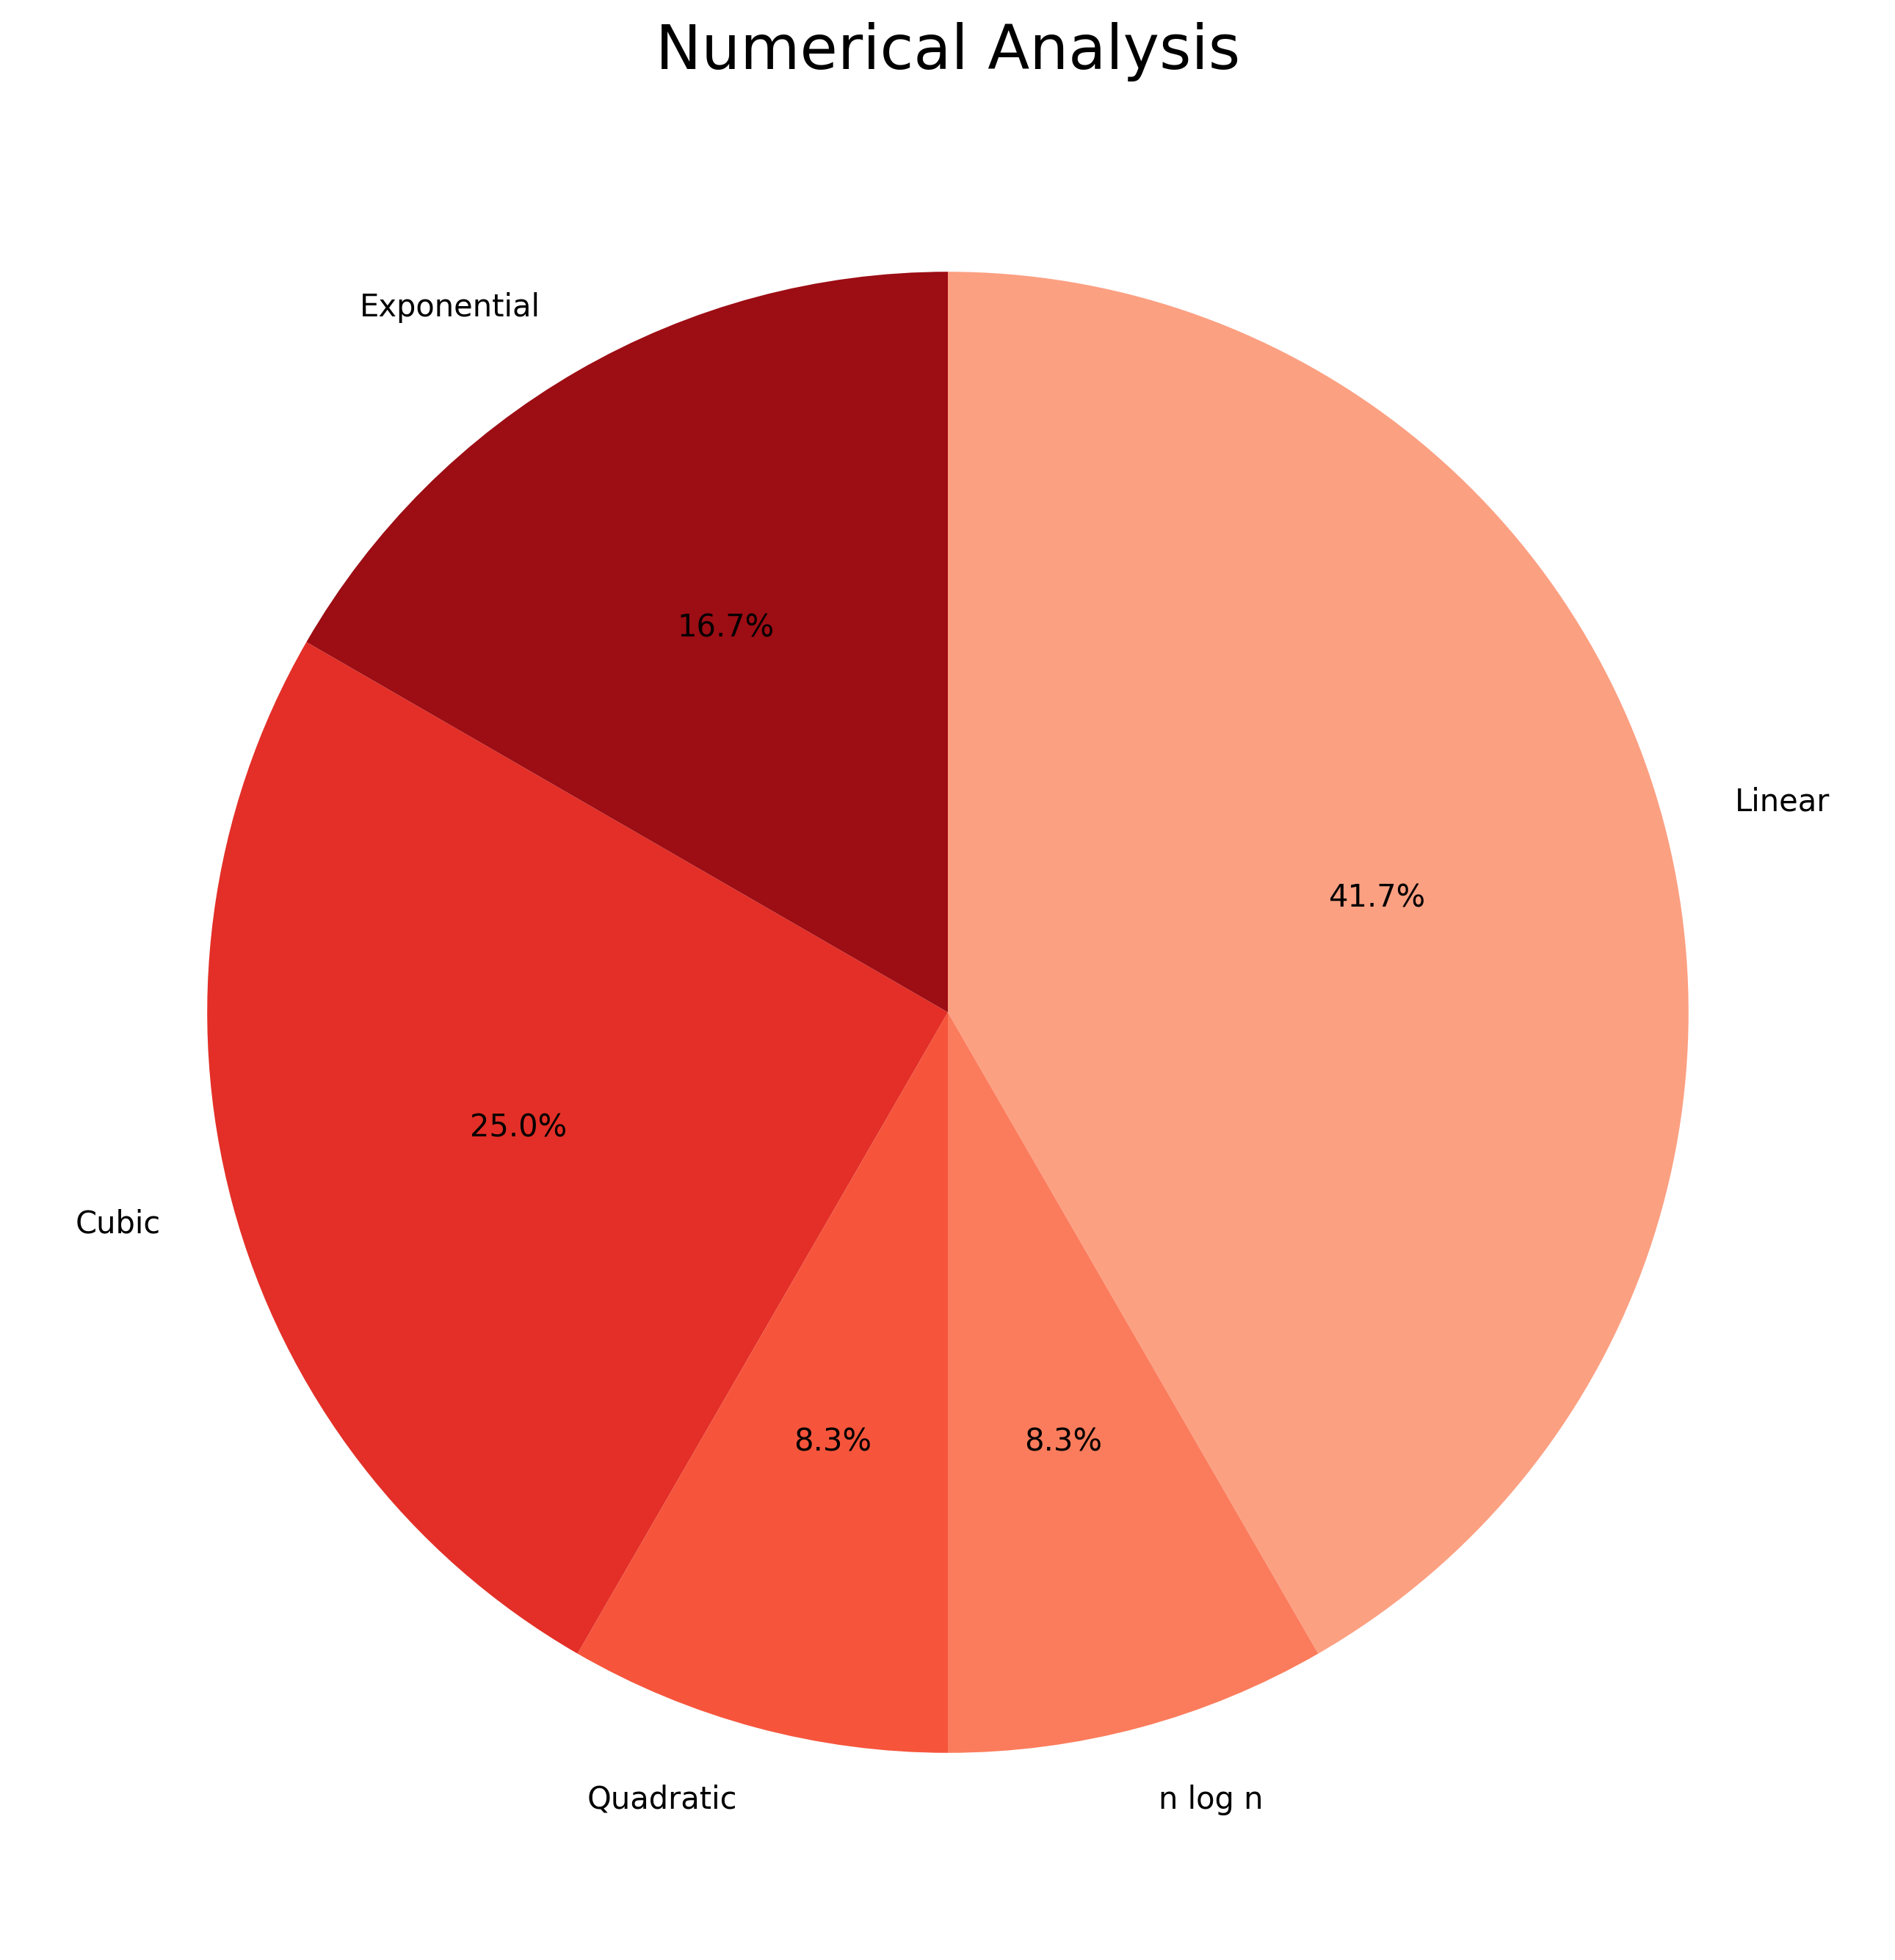 Numerical Analysis
Exponential
16.7%
Linear
41.7%
25.0%
Cubic
8.3%
8.3%
Quadratic
n log n